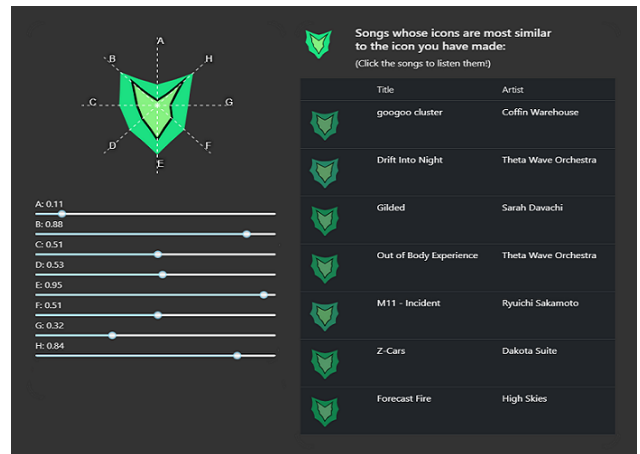 A
B
H
C
G
D
F
E
A: 0.11
B: 0.88
C: 0.51
D: 0.53
E: 0.95
F: 0.51
G: 0.32
H: 0.84
Songs whose icons are most similar
to the icon you have made:
(Click the songs to listen them!)
Title Artist
googoo cluster Coffin Warehouse
Drift Into Night Theta Wave Orchestra
Gilded Sarah Davachi
Out of Body Experience Theta Wave Orchestra
M11 - Incident Ryuichi Sakamoto
Z-Cars Dakota Suite
Forecast Fire High Skies